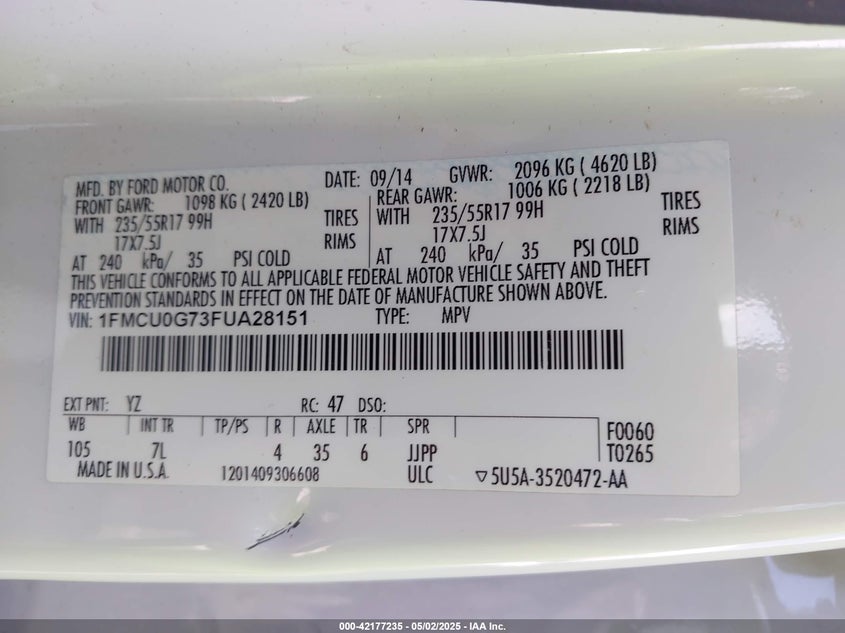 MFD. BY FORD MOTOR CO. DATE: 09/14 GVWR: 2096 KG ( 4620 LB)
FRONT GAWR: 1098 KG ( 2420 LB) REAR GAWR: 1006 KG ( 2218 LB)
WITH 235/55R17 99H TIRES WITH 235/55R17 99H TIRES
17X7.5J RIMS 17X7.5J RIMS
AT 240 kPa/ 35 PSI COLD AT 240 kPa/ 35 PSI COLD
THIS VEHICLE CONFORMS TO ALL APPLICABLE FEDERAL MOTOR VEHICLE SAFETY AND THEFT
PREVENTION STANDARDS IN EFFECT ON THE DATE OF MANUFACTURE SHOWN ABOVE.
VIN: 1FMCU0G73FUA28151 TYPE: MPV
EXT PNT: YZ RC: 47 DSO:
WB INT TR TP/PS R AXLE TR SPR F0060
105 7L 4 35 6 JJPP T0265
MADE IN U.S.A. 1201409306608 ULC ▽5U5A-3520472-AA
000-42177235 - 05/02/2025 - IAA Inc.